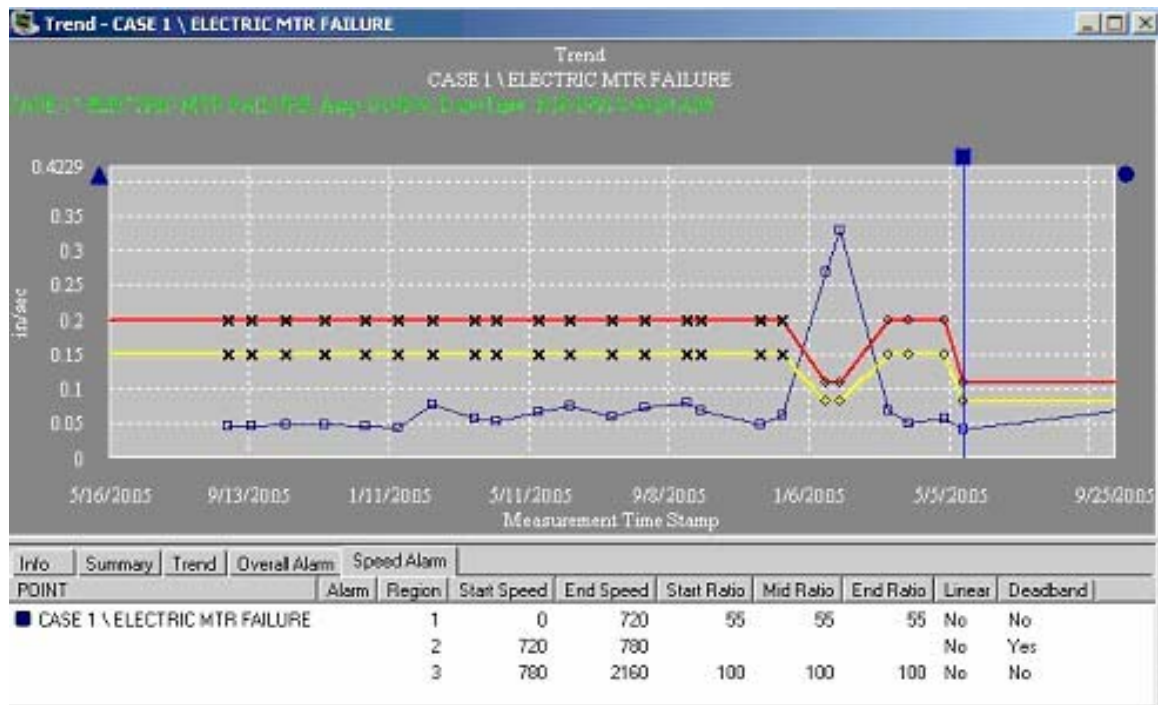 Trend - CASE 1 \ ELECTRIC MTR FAILURE
Trend
CASE 1 \ ELECTRIC MTR FAILURE
CASE 1 \ ELECTRIC MTR FAILURE
0.4229
0.35
0.3
0.25
0.2
0.15
0.1
0.05
0
in/sec
5/16/2005 9/13/2005 1/11/2005 5/11/2005 9/8/2005 1/6/2005 5/5/2005 9/25/2005
Measurement Time Stamp
Info Summary Trend Overall Alarm Speed Alarm
POINT Alarm Region Start Speed End Speed Start Ratio Mid Ratio End Ratio Linear Deadband
CASE 1 \ ELECTRIC MTR FAILURE 1 0 720 55 55 55 No No
2 720 780 No Yes
3 780 2160 100 100 100 No No